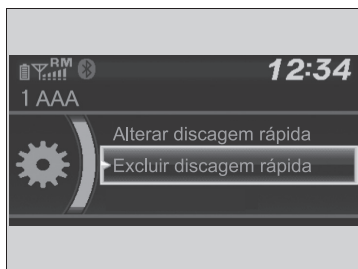 RM
12:34
1 AAA
Alterar discagem rápida
Excluir discagem rápida